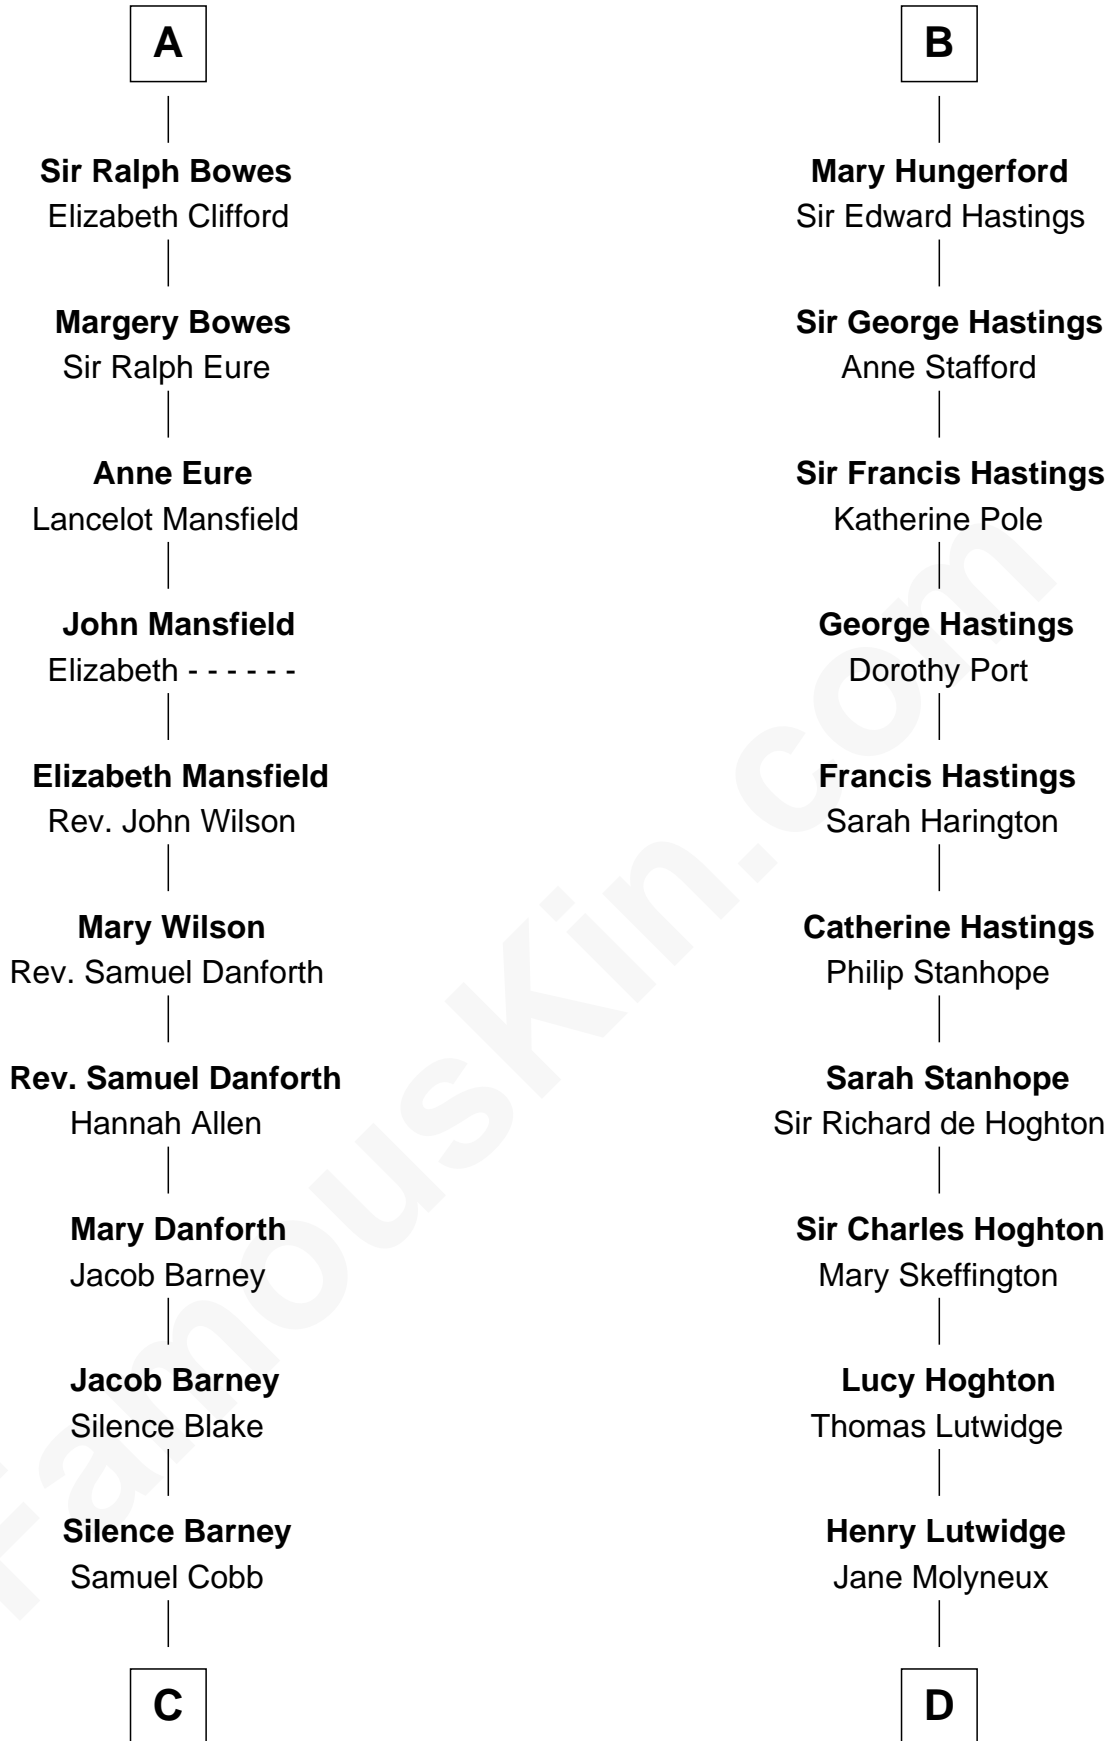 A
Sir Ralph Bowes
Elizabeth Clifford
Margery Bowes
Sir Ralph Eure
Anne Eure
Lancelot Mansfield
John Mansfield
Elizabeth - - - - - -
Elizabeth Mansfield
Rev. John Wilson
Mary Wilson
Rev. Samuel Danforth
Rev. Samuel Danforth
Hannah Allen
Mary Danforth
Jacob Barney
Jacob Barney
Silence Blake
Silence Barney
Samuel Cobb
C
B
Mary Hungerford
Sir Edward Hastings
Sir George Hastings
Anne Stafford
Sir Francis Hastings
Katherine Pole
George Hastings
Dorothy Port
Francis Hastings
Sarah Harington
Catherine Hastings
Philip Stanhope
Sarah Stanhope
Sir Richard de Hoghton
Sir Charles Hoghton
Mary Skeffington
Lucy Hoghton
Thomas Lutwidge
Henry Lutwidge
Jane Molyneux
D
FamousKin.com